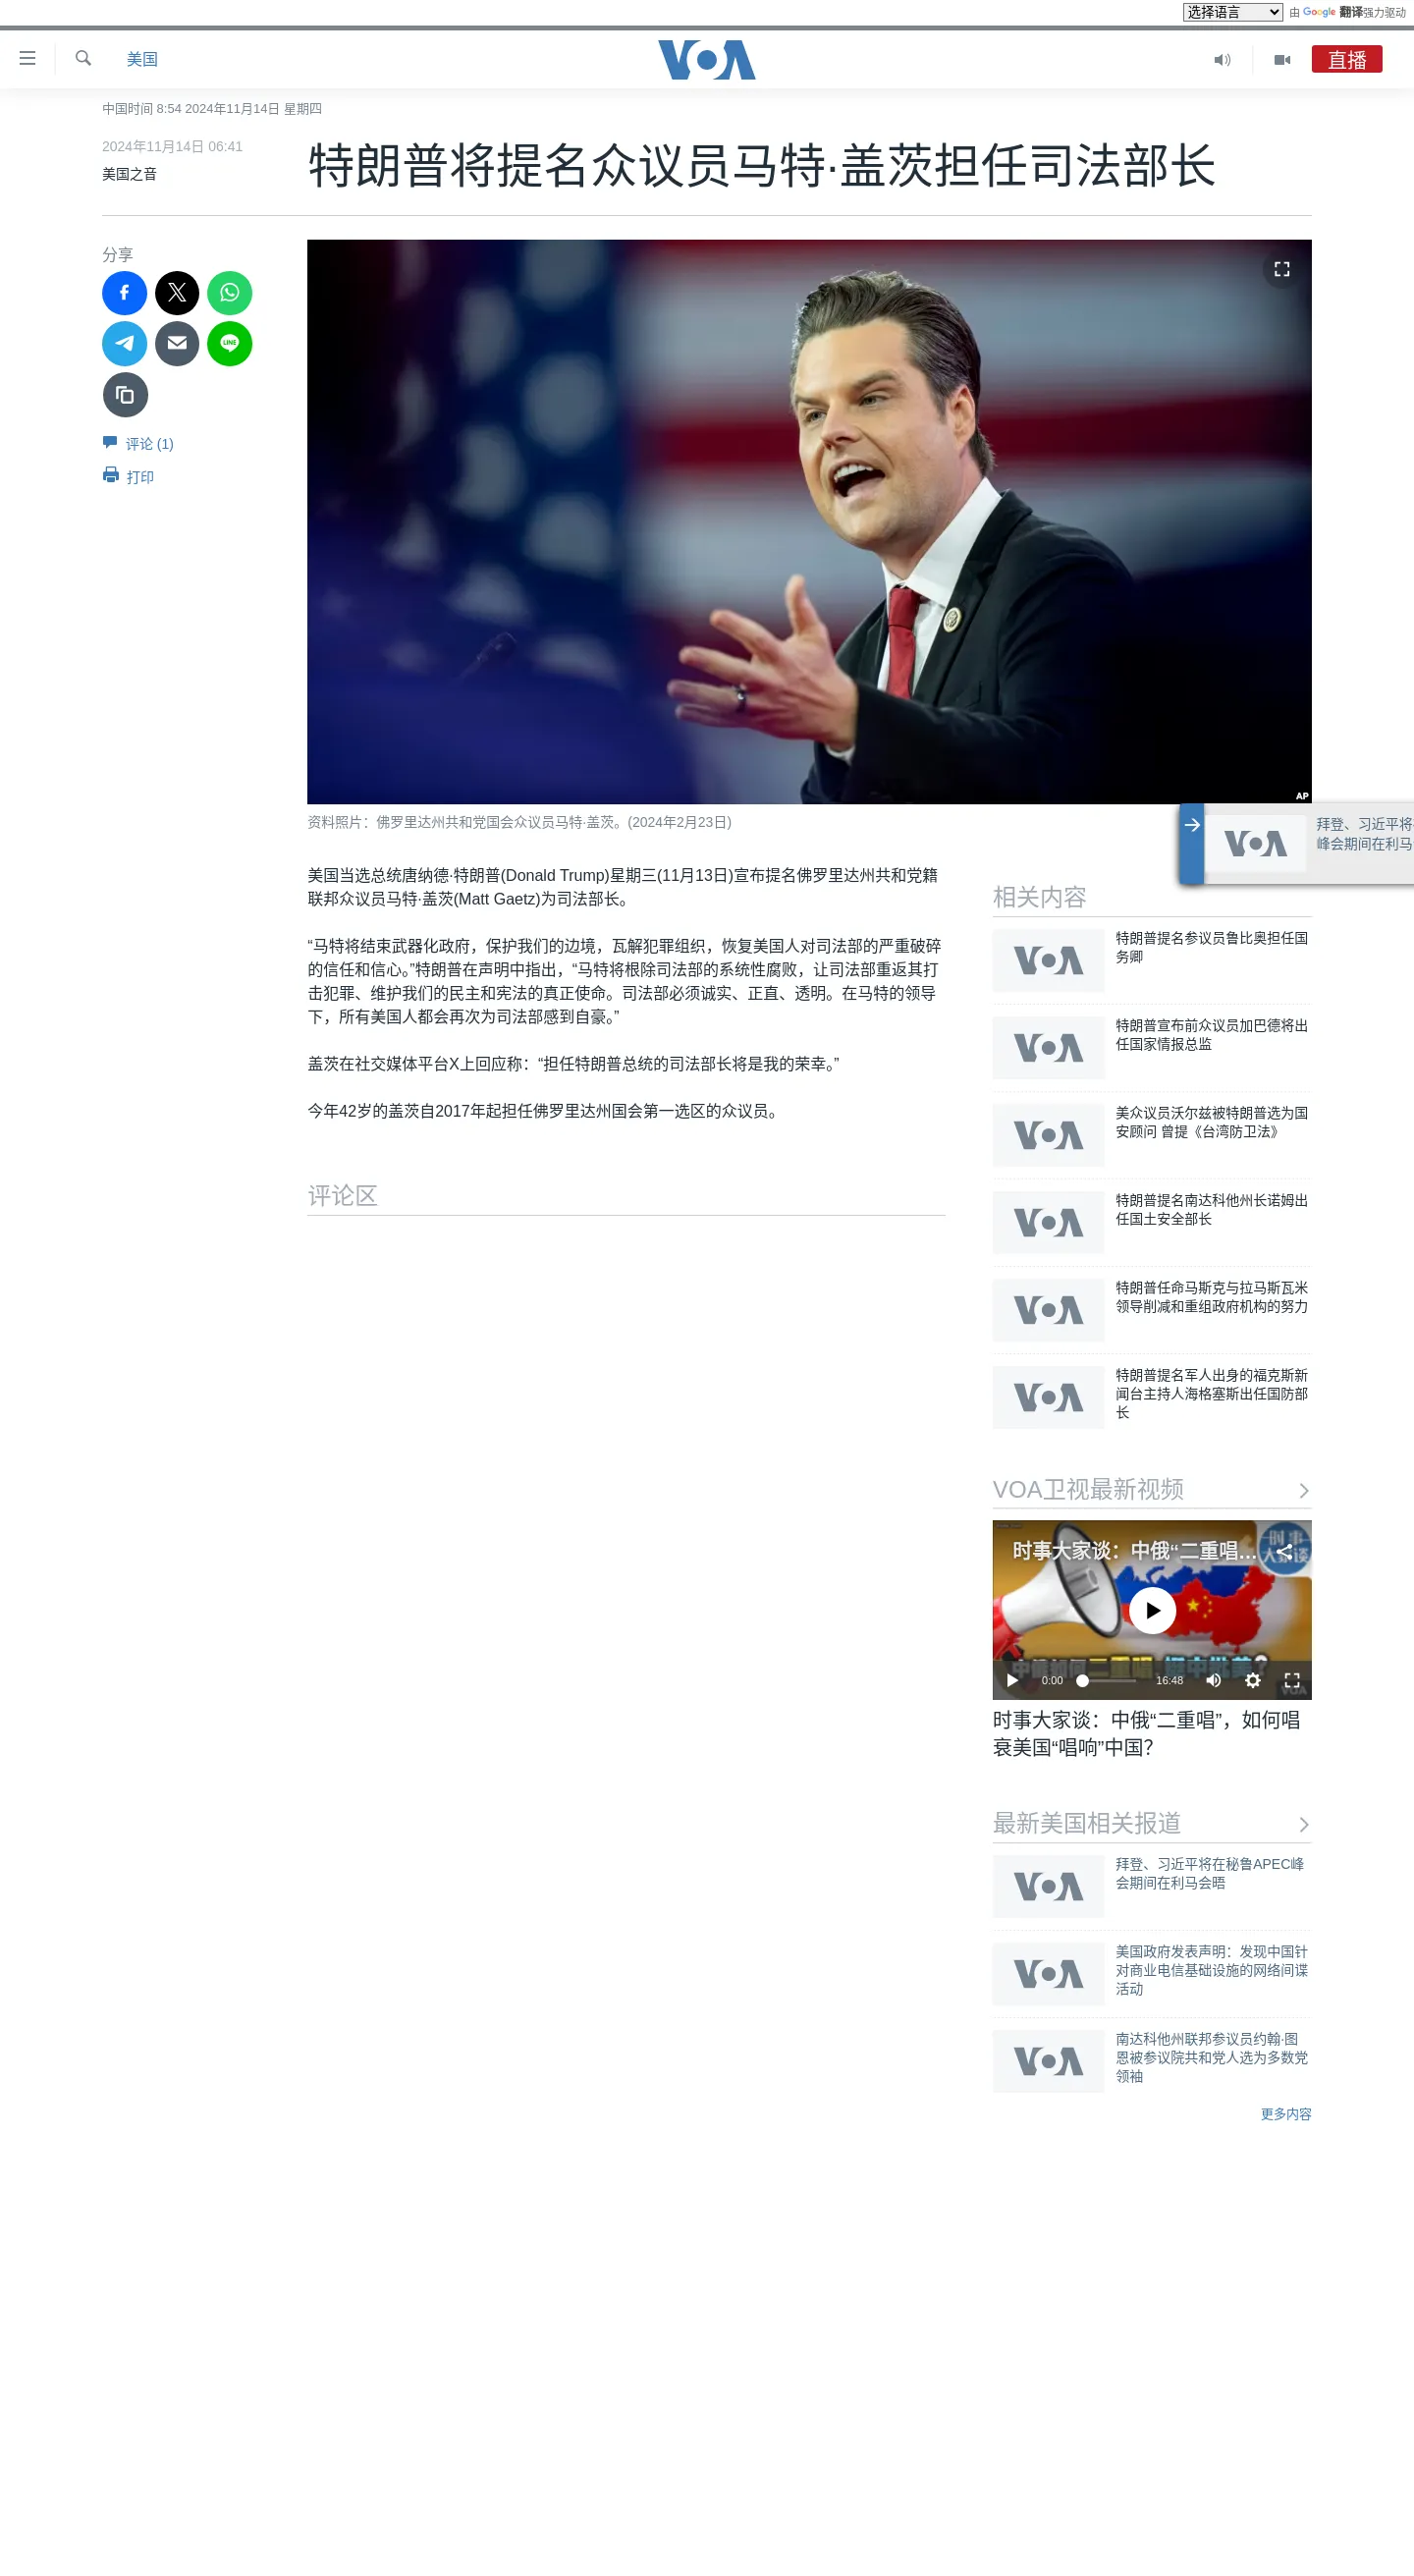 选择语言
由 Google 翻译强力驱动
美国
VOA
直播
中国时间 8:54 2024年11月14日 星期四
2024年11月14日 06:41
美国之音
特朗普将提名众议员马特·盖茨担任司法部长
分享
LINE
评论 (1)
打印
AP
资料照片：佛罗里达州共和党国会众议员马特·盖茨。(2024年2月23日)
VOA
拜登、习近平将
峰会期间在利马
美国当选总统唐纳德·特朗普(Donald Trump)星期三(11月13日)宣布提名佛罗里达州共和党籍
联邦众议员马特·盖茨(Matt Gaetz)为司法部长。
“马特将结束武器化政府，保护我们的边境，瓦解犯罪组织，恢复美国人对司法部的严重破碎
的信任和信心。”特朗普在声明中指出，“马特将根除司法部的系统性腐败，让司法部重返其打
击犯罪、维护我们的民主和宪法的真正使命。司法部必须诚实、正直、透明。在马特的领导
下，所有美国人都会再次为司法部感到自豪。”
盖茨在社交媒体平台X上回应称：“担任特朗普总统的司法部长将是我的荣幸。”
今年42岁的盖茨自2017年起担任佛罗里达州国会第一选区的众议员。
评论区
相关内容
VOA
特朗普提名参议员鲁比奥担任国
务卿
VOA
特朗普宣布前众议员加巴德将出
任国家情报总监
VOA
美众议员沃尔兹被特朗普选为国
安顾问 曾提《台湾防卫法》
VOA
特朗普提名南达科他州长诺姆出
任国土安全部长
VOA
特朗普任命马斯克与拉马斯瓦米
领导削减和重组政府机构的努力
VOA
特朗普提名军人出身的福克斯新
闻台主持人海格塞斯出任国防部
长
VOA卫视最新视频
时事大家谈：中俄“二重唱...
时事
大家谈
0:00
16:48
VOA
时事大家谈：中俄“二重唱”，如何唱
衰美国“唱响”中国？
最新美国相关报道
VOA
拜登、习近平将在秘鲁APEC峰
会期间在利马会晤
VOA
美国政府发表声明：发现中国针
对商业电信基础设施的网络间谍
活动
VOA
南达科他州联邦参议员约翰·图
恩被参议院共和党人选为多数党
领袖
更多内容